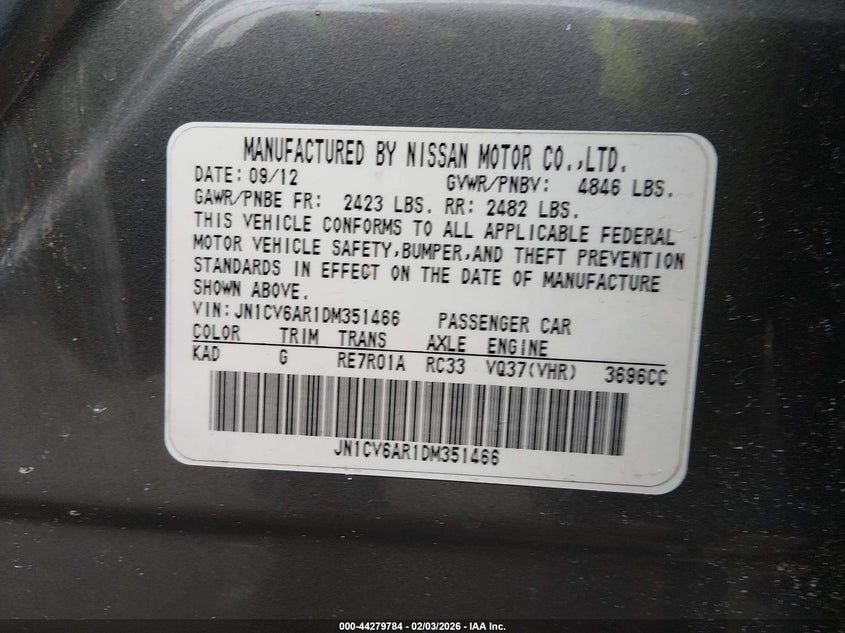 MANUFACTURED BY NISSAN MOTOR CO.,LTD.
DATE: 09/12 GVWR/PNBV: 4846 LBS.
GAWR/PNBE FR: 2423 LBS. RR: 2482 LBS.
THIS VEHICLE CONFORMS TO ALL APPLICABLE FEDERAL
MOTOR VEHICLE SAFETY,BUMPER,AND THEFT PREVENTION
STANDARDS IN EFFECT ON THE DATE OF MANUFACTURE
SHOWN ABOVE.
VIN:JN1CV6AR1DM351466 PASSENGER CAR
COLOR TRIM TRANS AXLE ENGINE
KAD G RE7R01A RC33 VQ37(VHR) 3696CC
JN1CV6AR1DM351466
000-44279784 - 02/03/2026 - IAA Inc.